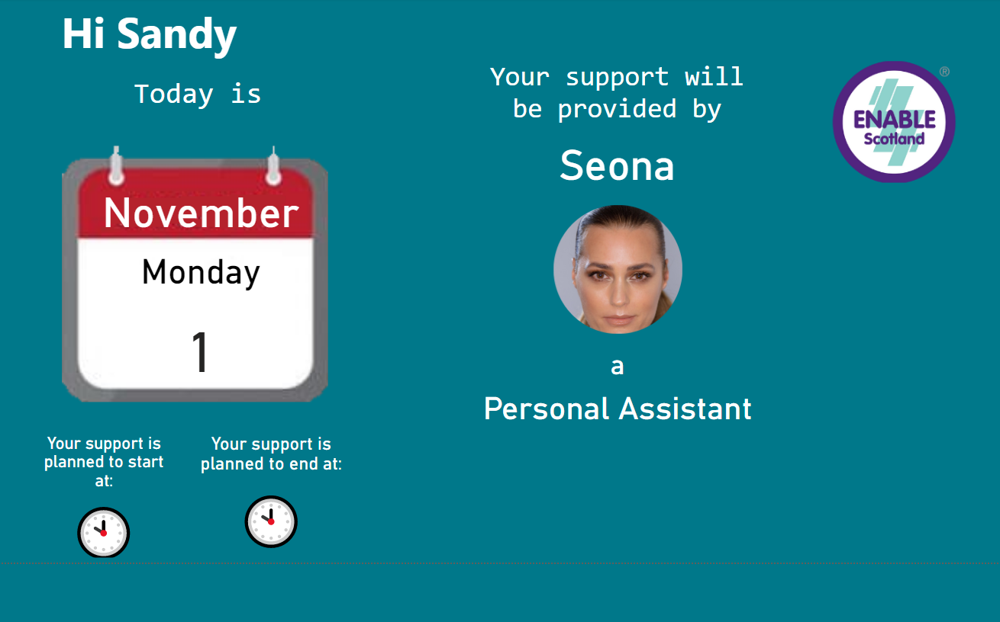 Hi Sandy
Today is
November
Monday
1
Your support is
planned to start
at:
Your support is
planned to end at:
Your support will
be provided by
Seona
a
Personal Assistant
ENABLE
Scotland
®